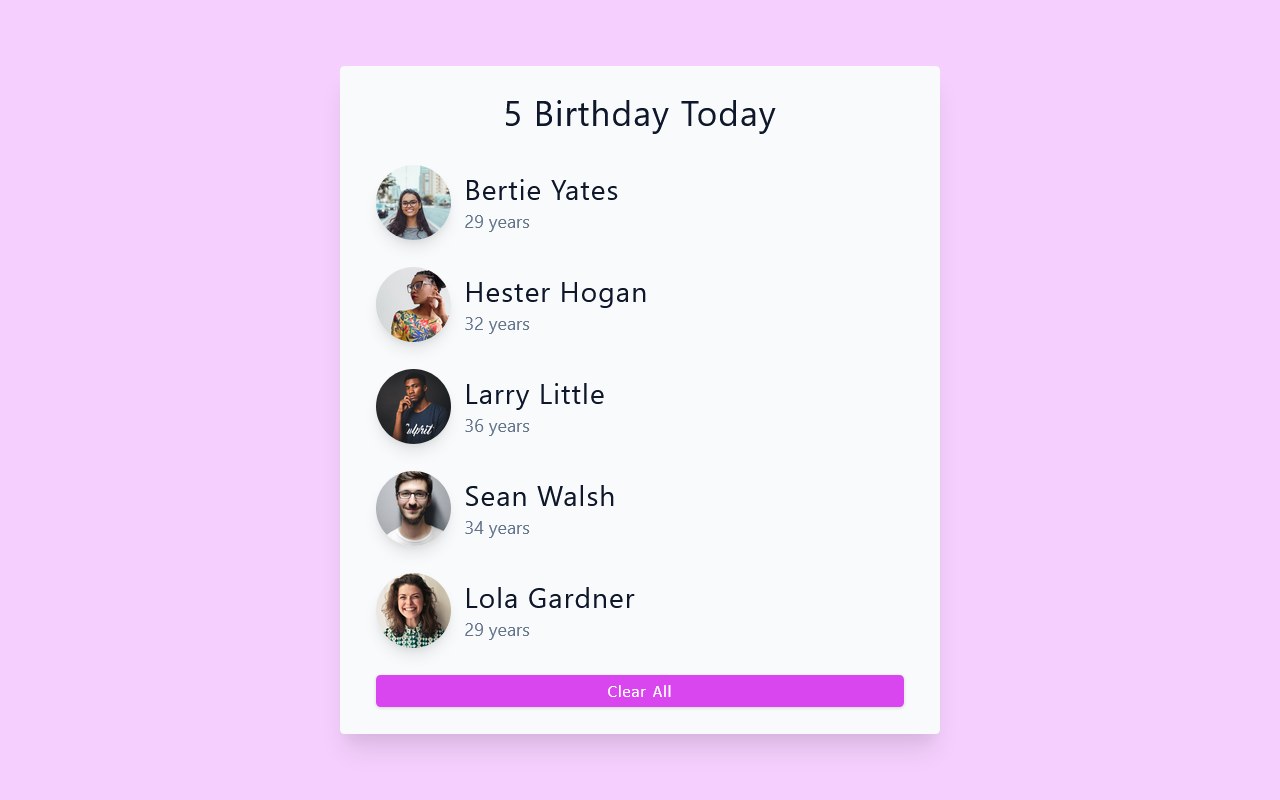 5 Birthday Today
Bertie Yates
29 years
Hester Hogan
32 years
Larry Little
36 years
Sean Walsh
34 years
Lola Gardner
29 years
Clear All